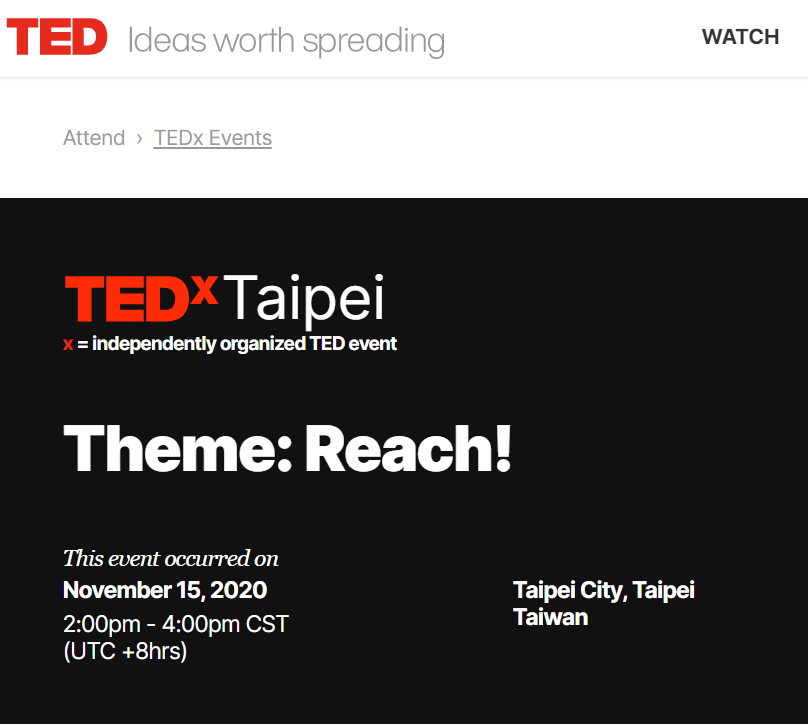 TED Ideas worth spreading WATCH
Attend › TEDx Events
TEDxTaipei
x = independently organized TED event
Theme: Reach!
This event occurred on
November 15, 2020
2:00pm - 4:00pm CST
(UTC +8hrs)
Taipei City, Taipei
Taiwan